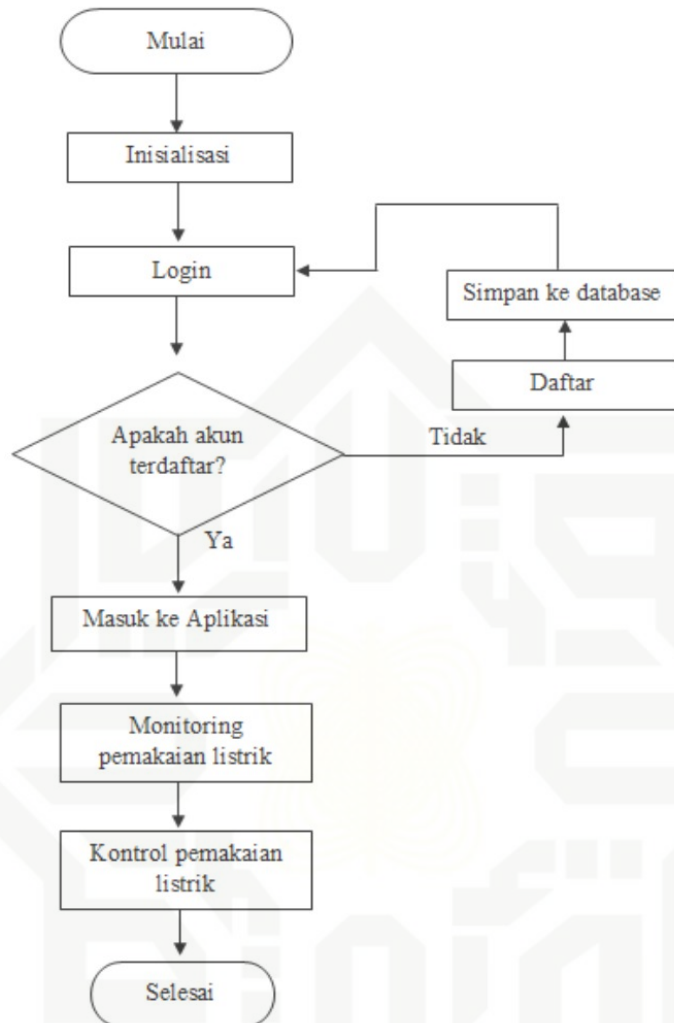 Mulai
Inisialisasi
Login
Simpan ke database
Daftar
Apakah akun
terdaftar?
Tidak
Ya
Masuk ke Aplikasi
Monitoring
pemakaian listrik
Kontrol pemakaian
listrik
Selesai